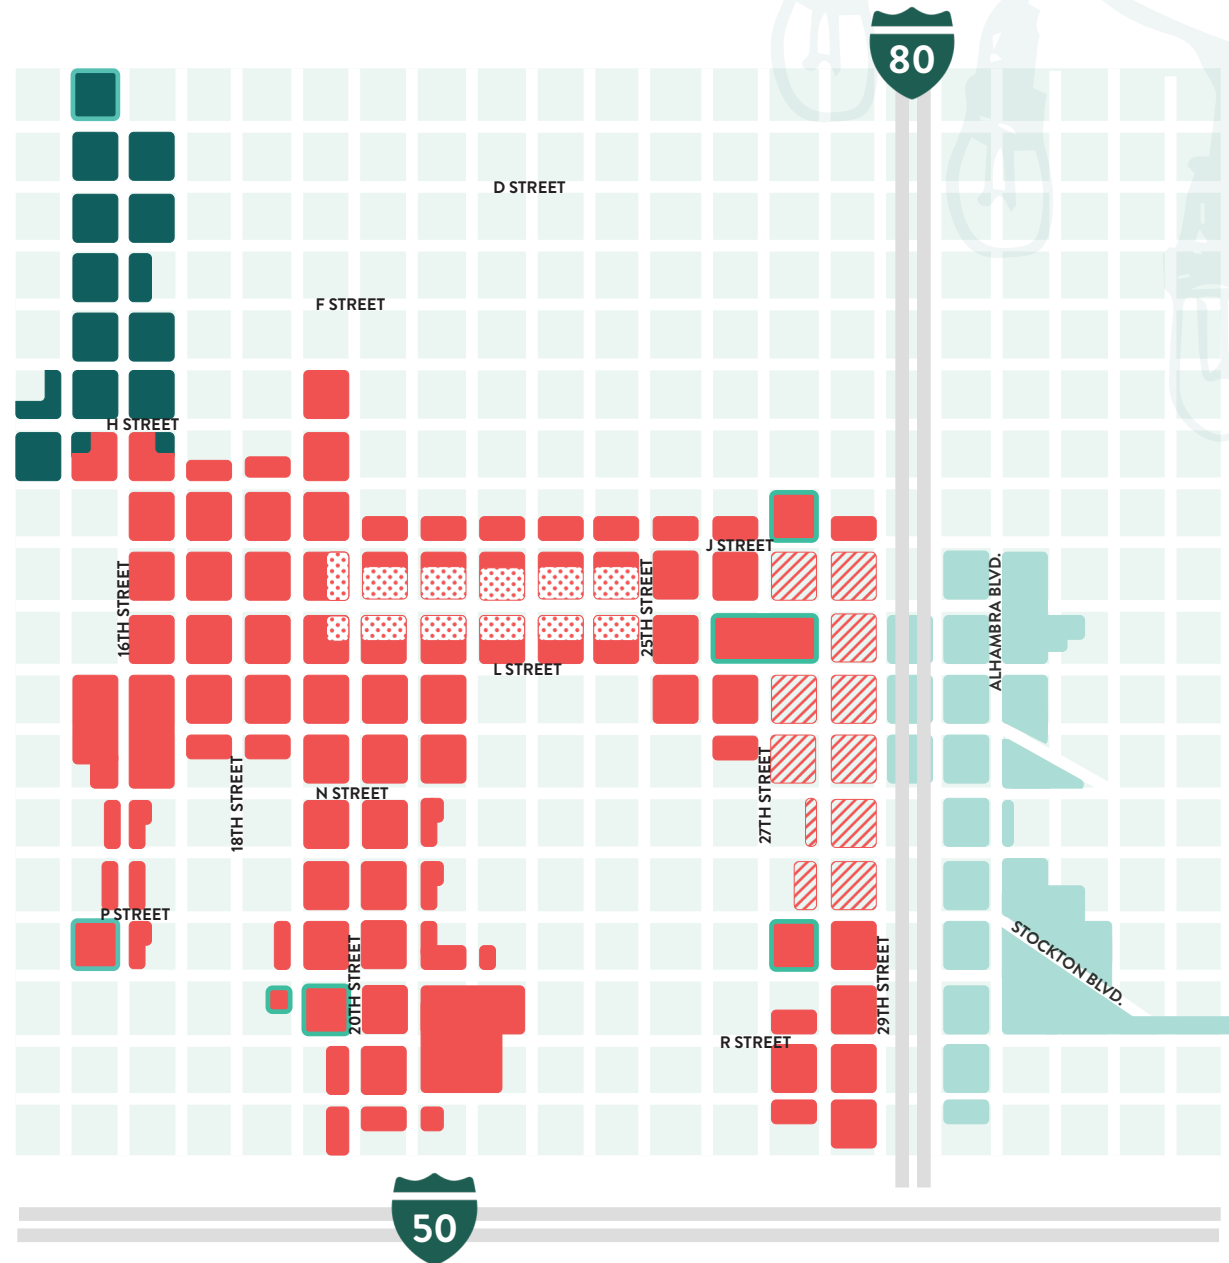 80
D STREET
F STREET
H STREET
J STREET
16TH STREET
25TH STREET
ALHAMBRA BLVD.
L STREET
18TH STREET
27TH STREET
N STREET
P STREET
20TH STREET
29TH STREET
STOCKTON BLVD.
R STREET
50